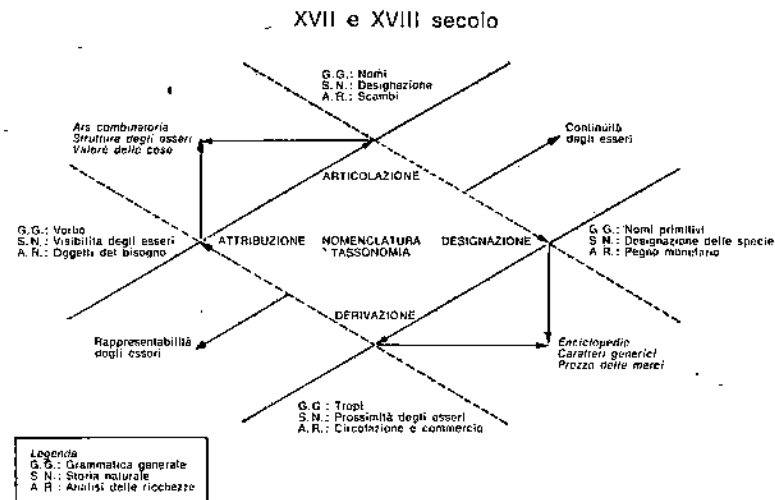 XVII e XVIII secolo
G.G.: Nomi
S.N.: Designazione
A.R.: Scambi
Ars combinatoria
Struttura degli esseri
Valore delle cose
Continuità
degli esseri
ARTICOLAZIONE
G.G.: Verbo
S.N.: Visibilità degli esseri
A.R.: Oggetti del bisogno
ATTRIBUZIONE NOMENCLATURA DESIGNAZIONE
TASSONOMIA
G.G.: Nomi primitivi
S.N.: Designazione delle specie
A.R.: Pegno monetario
DERIVAZIONE
Rappresentabilità
degli esseri
Enciclopedie
Caratteri generici
Prezzo delle merci
G.G.: Tropi
S.N.: Prossimità degli esseri
A.R.: Circolazione e commercio
Legenda
G.G.: Grammatica generale
S.N.: Storia naturale
A.R.: Analisi delle ricchezze